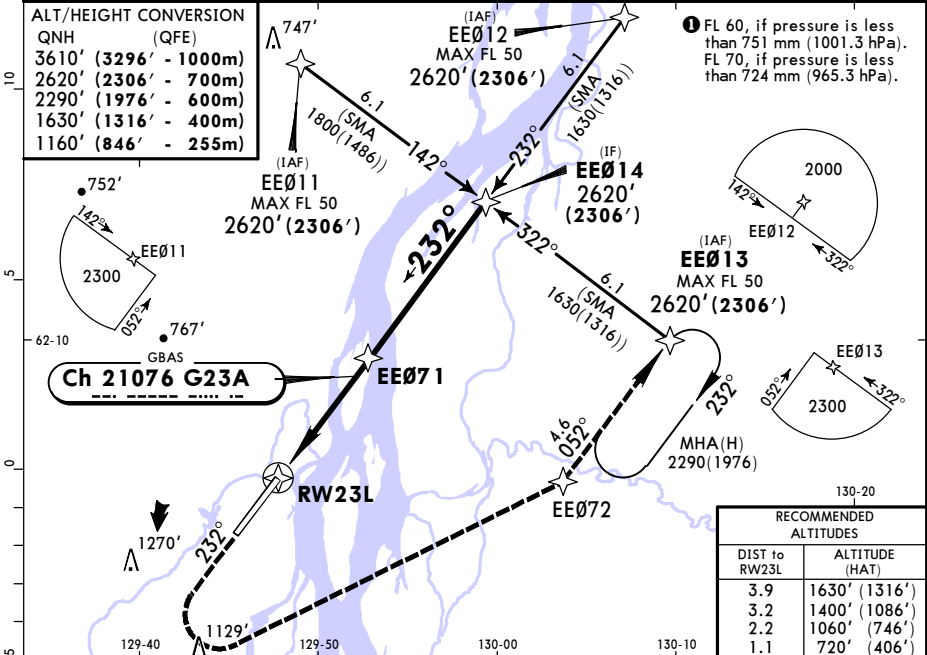 ALT/HEIGHT CONVERSION
QNH (QFE)
3610' (3296' - 1000m)
2620' (2306' - 700m)
2290' (1976' - 600m)
1630' (1316' - 400m)
1160' (846' - 255m)
747'
(IAF)
EEØ12
MAX FL 50
2620' (2306')
1 FL 60, if pressure is less
than 751 mm (1001.3 hPa).
FL 70, if pressure is less
than 724 mm (965.3 hPa).
10
6.1
(SMA
1800(1486))
142°
6.1
(SMA
1630(1316))
232°
(IAF)
EEØ11
MAX FL 50
2620' (2306')
(IF)
EEØ14
2620'
(2306')
2000
142°
EEØ12
322°
752'
142°
EEØ11
2300
052°
232°
322°
6.1
(SMA
1630(1316))
(IAF)
EEØ13
MAX FL 50
2620' (2306')
5
62-10
767'
GBAS
Ch 21076 G23A
EEØ71
EEØ13
052°
322°
2300
232°
4.6
052°
MHA(H)
2290(1976)
0
RW23L
EEØ72
130-20
1270'
232°
1129'
5
129-40
129-50
130-00
130-10
RECOMMENDED
ALTITUDES
DIST to RW23L ALTITUDE (HAT)
3.9 1630' (1316')
3.2 1400' (1086')
2.2 1060' (746')
1.1 720' (406')